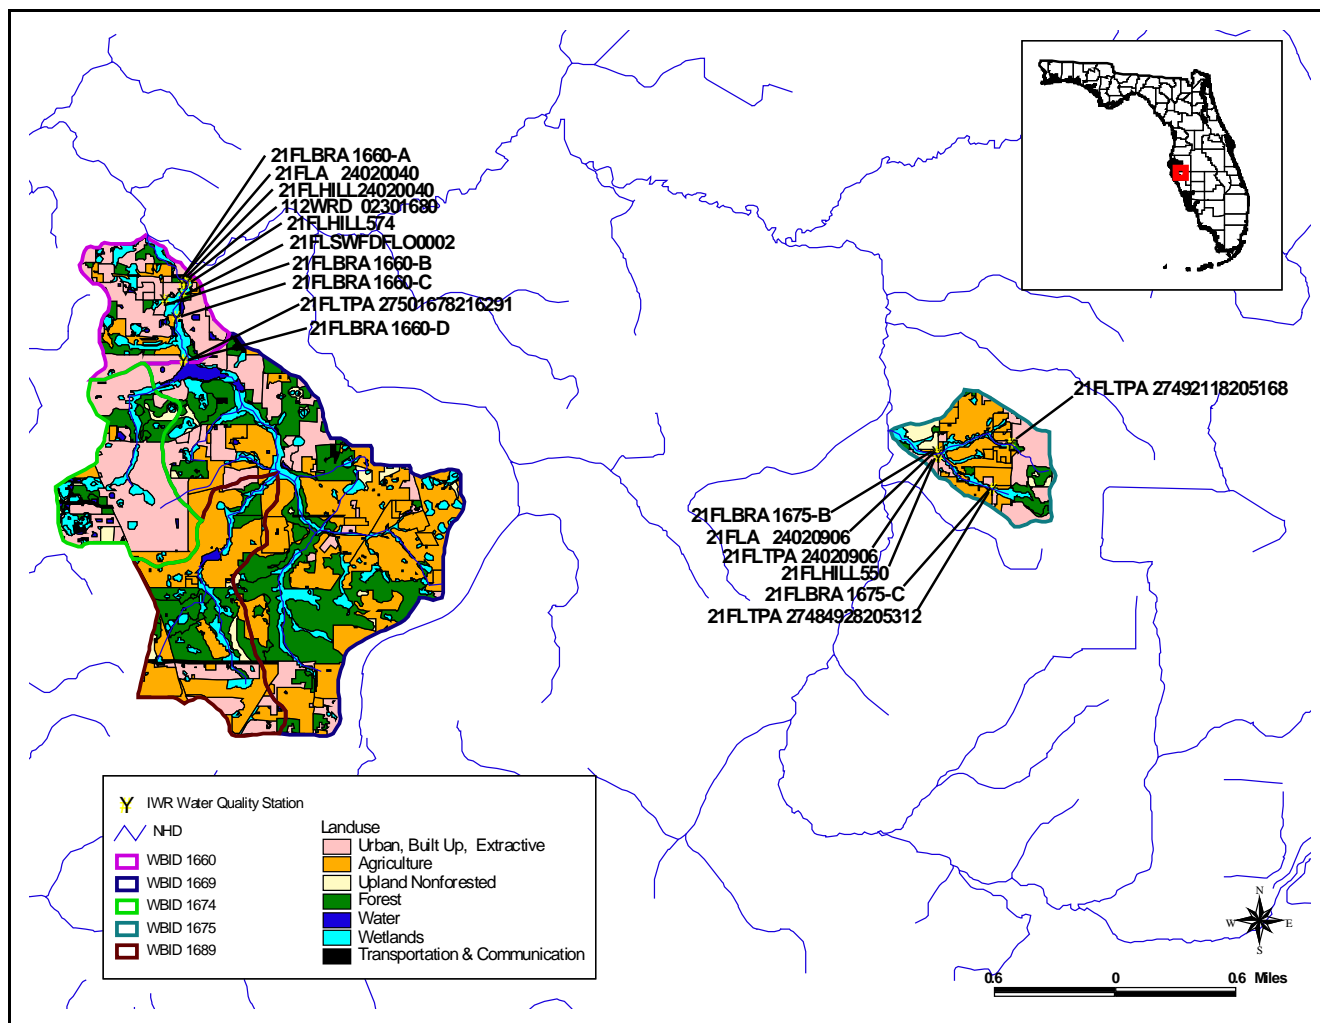 21FLBRA 1660-A
21FLA 24020040
21FLHILL 24020040
112WRD 02301680
21FLHILL574
21FLSWFDFLO0002
21FLBRA 1660-B
21FLBRA 1660-C
21FLTPA 27501678216291
21FLBRA 1660-D
21FLTPA 27492118205168
21FLBRA 1675-B
21FLA 24020906
21FLTPA 24020906
21FLHILL550
21FLBRA 1675-C
21FLTPA 27484928205312
IWR Water Quality Station
NHD
WBID 1660
WBID 1669
WBID 1674
WBID 1675
WBID 1689
Landuse
Urban, Built Up, Extractive
Agriculture
Upland Nonforested
Forest
Water
Wetlands
Transportation & Communication
N
W E
S
0.6 0 0.6 Miles